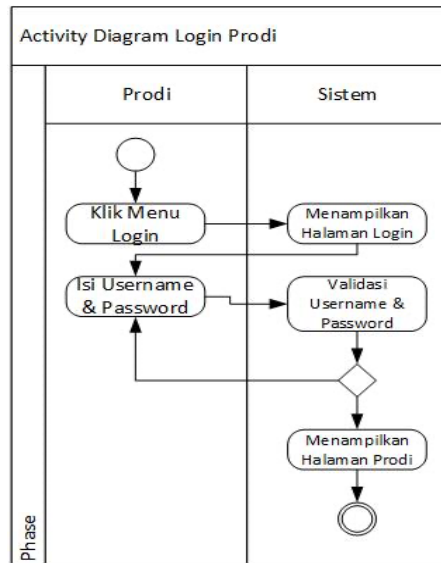 Activity Diagram Login Prodi
Prodi
Sistem
Klik Menu
Login
Menampilkan
Halaman Login
Isi Username
& Password
Validasi
Username &
Password
Menampilkan
Halaman Prodi
Phase